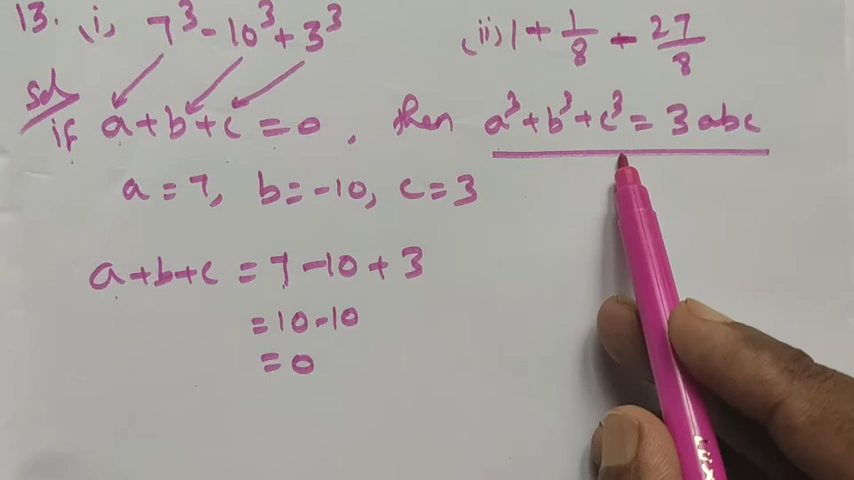 13. (i) 7³ - 10³ + 3³
(ii) 1 + 1/8 - 27/8
Sol
if a+b+c = 0, then a³ + b³ + c³ = 3abc
a = 7, b = -10, c = 3
a+b+c = 7 - 10 + 3
= 10 - 10
= 0